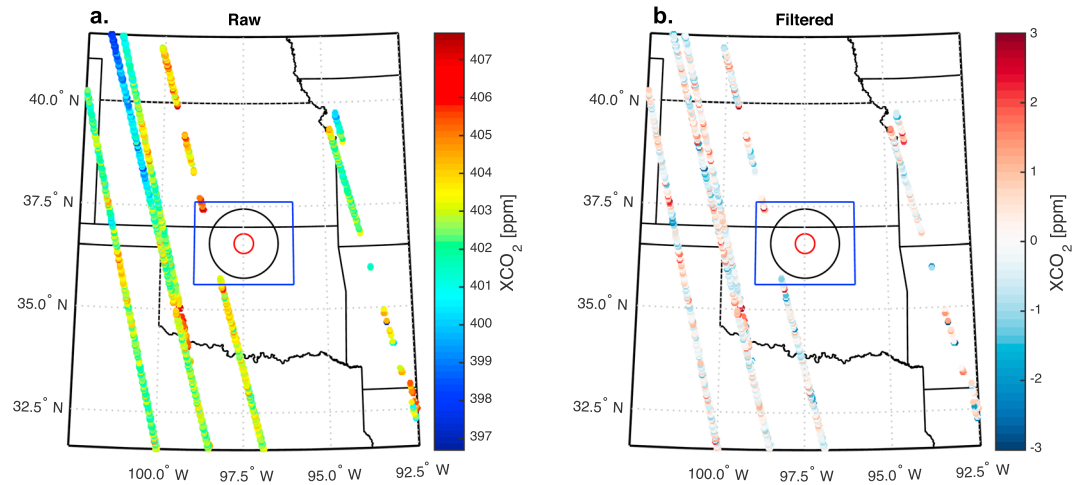 a.
Raw
40.0° N
37.5° N
35.0° N
32.5° N
100.0° W
97.5° W
95.0° W
92.5° W
407
406
405
404
403
402
401
400
399
398
397
XCO2 [ppm]
b.
Filtered
40.0° N
37.5° N
35.0° N
32.5° N
100.0° W
97.5° W
95.0° W
92.5° W
3
2
1
0
-1
-2
-3
XCO2 [ppm]